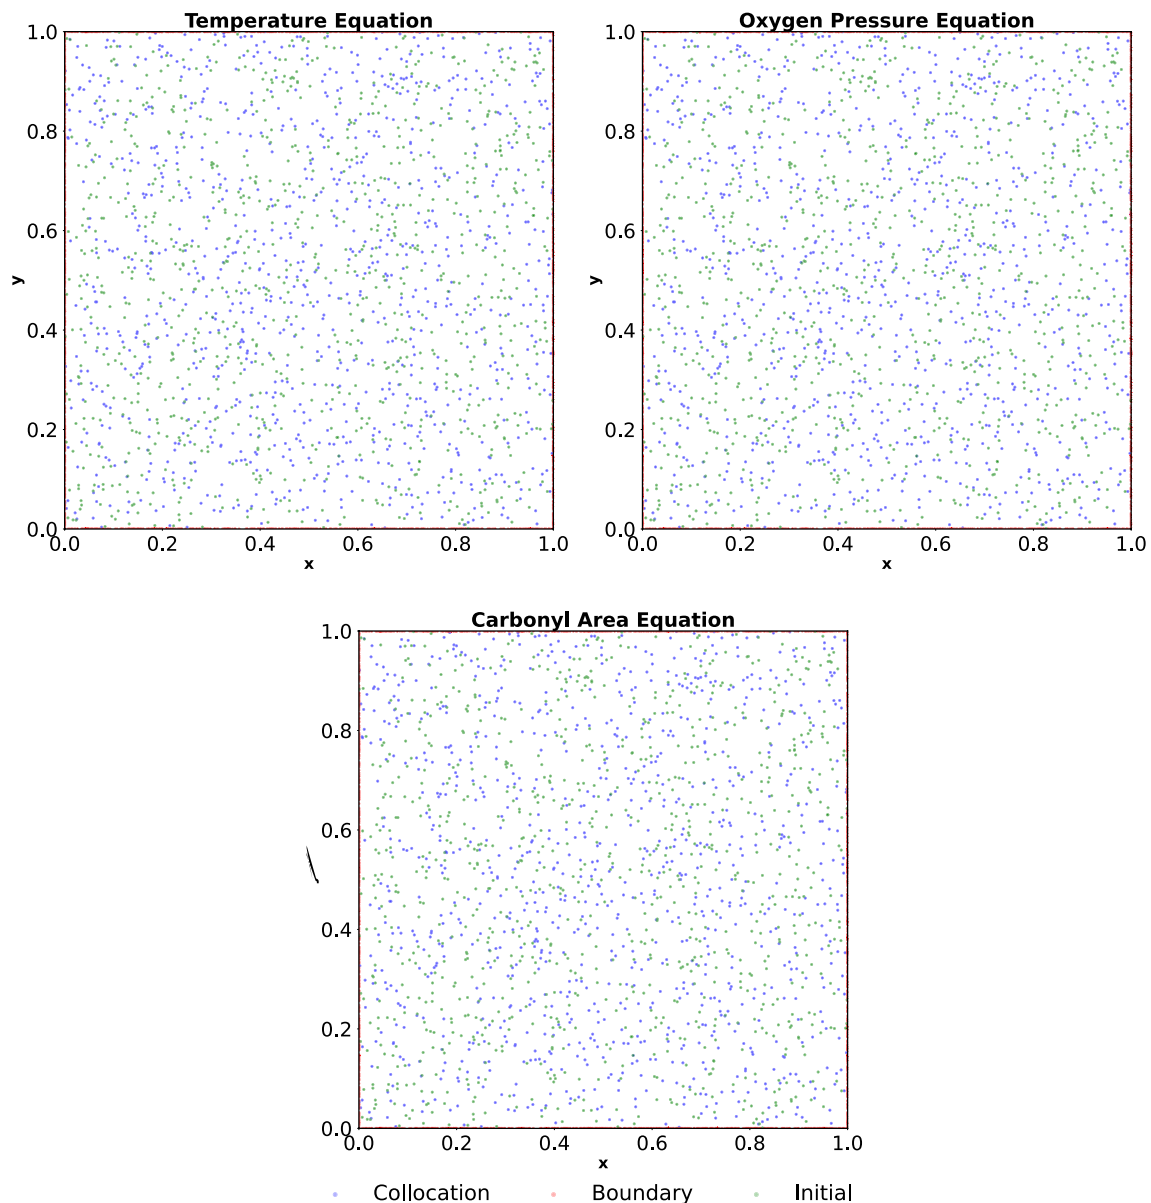 Temperature Equation
1.0
0.8
0.6
0.4
0.2
0.0
y
0.0 0.2 0.4 0.6 0.8 1.0
x
Oxygen Pressure Equation
1.0
0.8
0.6
0.4
0.2
0.0
y
0.0 0.2 0.4 0.6 0.8 1.0
x
Carbonyl Area Equation
1.0
0.8
0.6
0.4
0.2
0.0
0.0 0.2 0.4 0.6 0.8 1.0
x
Collocation Boundary Initial